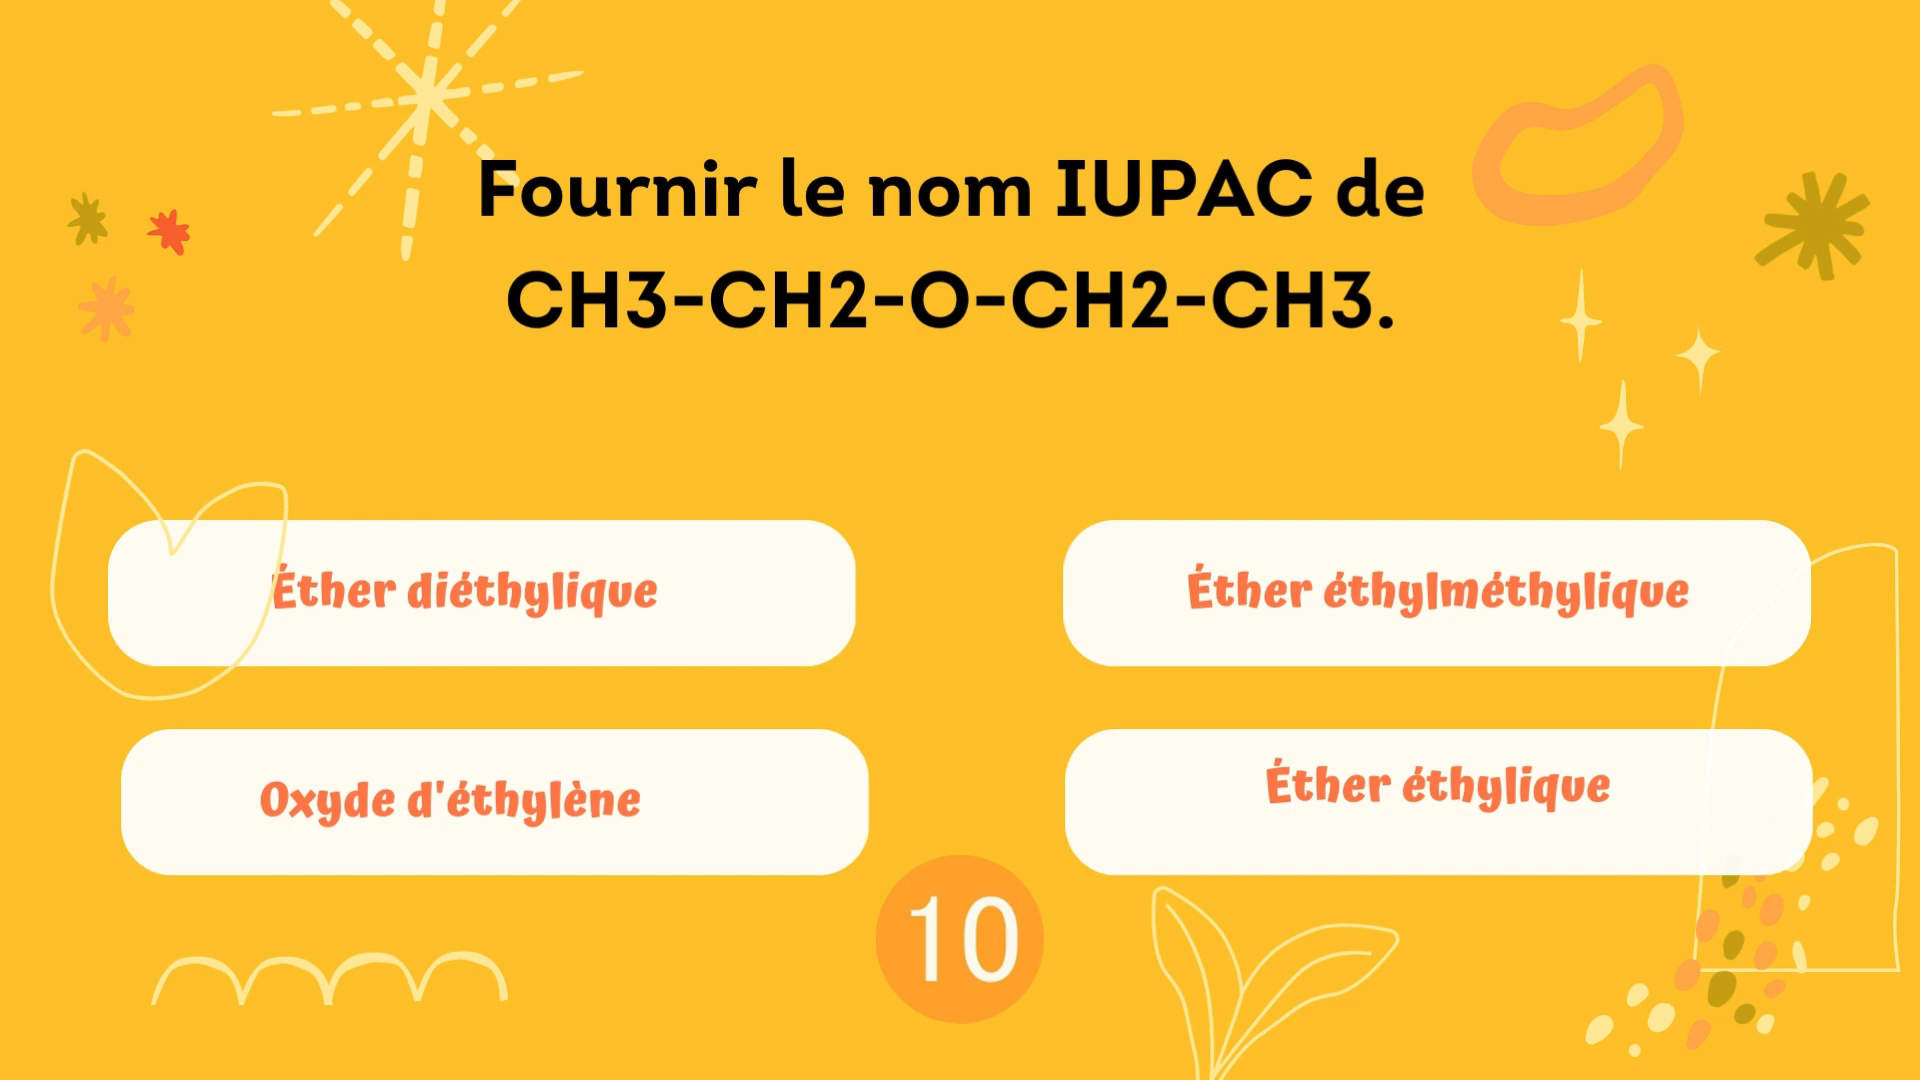 Fournir le nom IUPAC de
CH3-CH2-O-CH2-CH3.
Éther diéthylique
Éther éthylméthylique
Oxyde d'éthylène
Éther éthylique
10